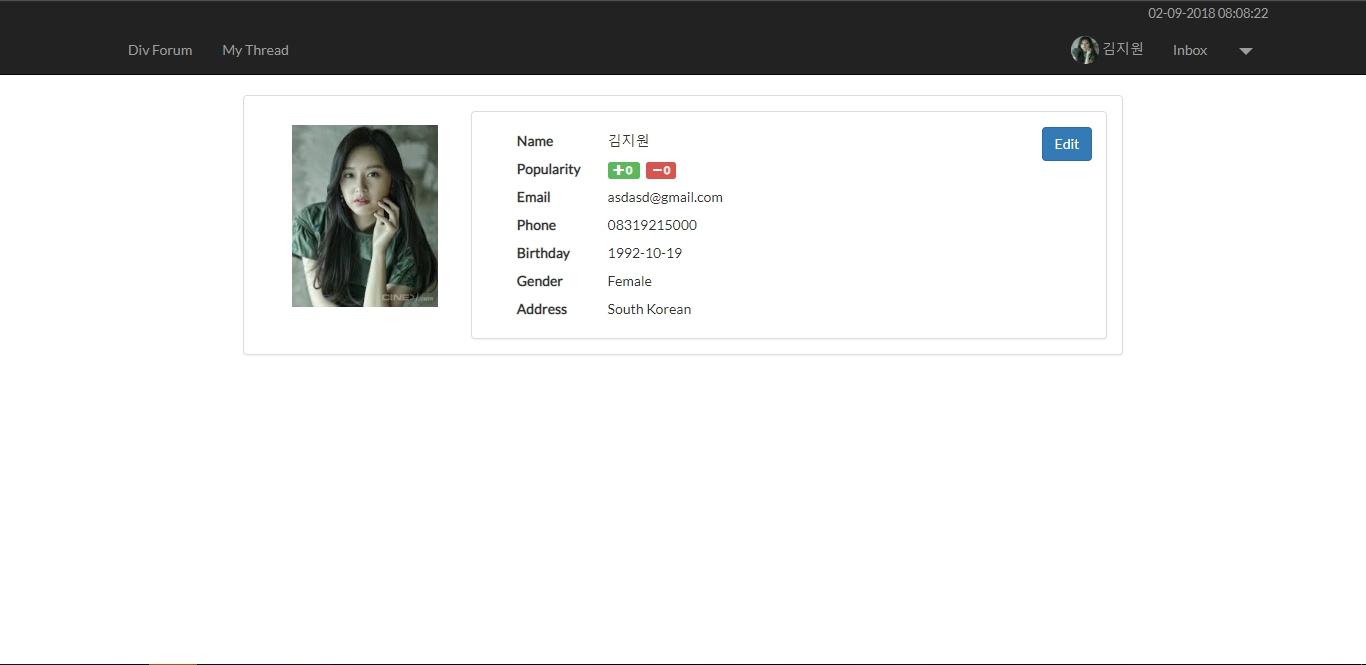 02-09-2018 08:08:22
Div Forum My Thread 김지원 Inbox
Name 김지원
Edit
Popularity +0 -0
Email asdasd@gmail.com
Phone 08319215000
Birthday 1992-10-19
Gender Female
Address South Korean